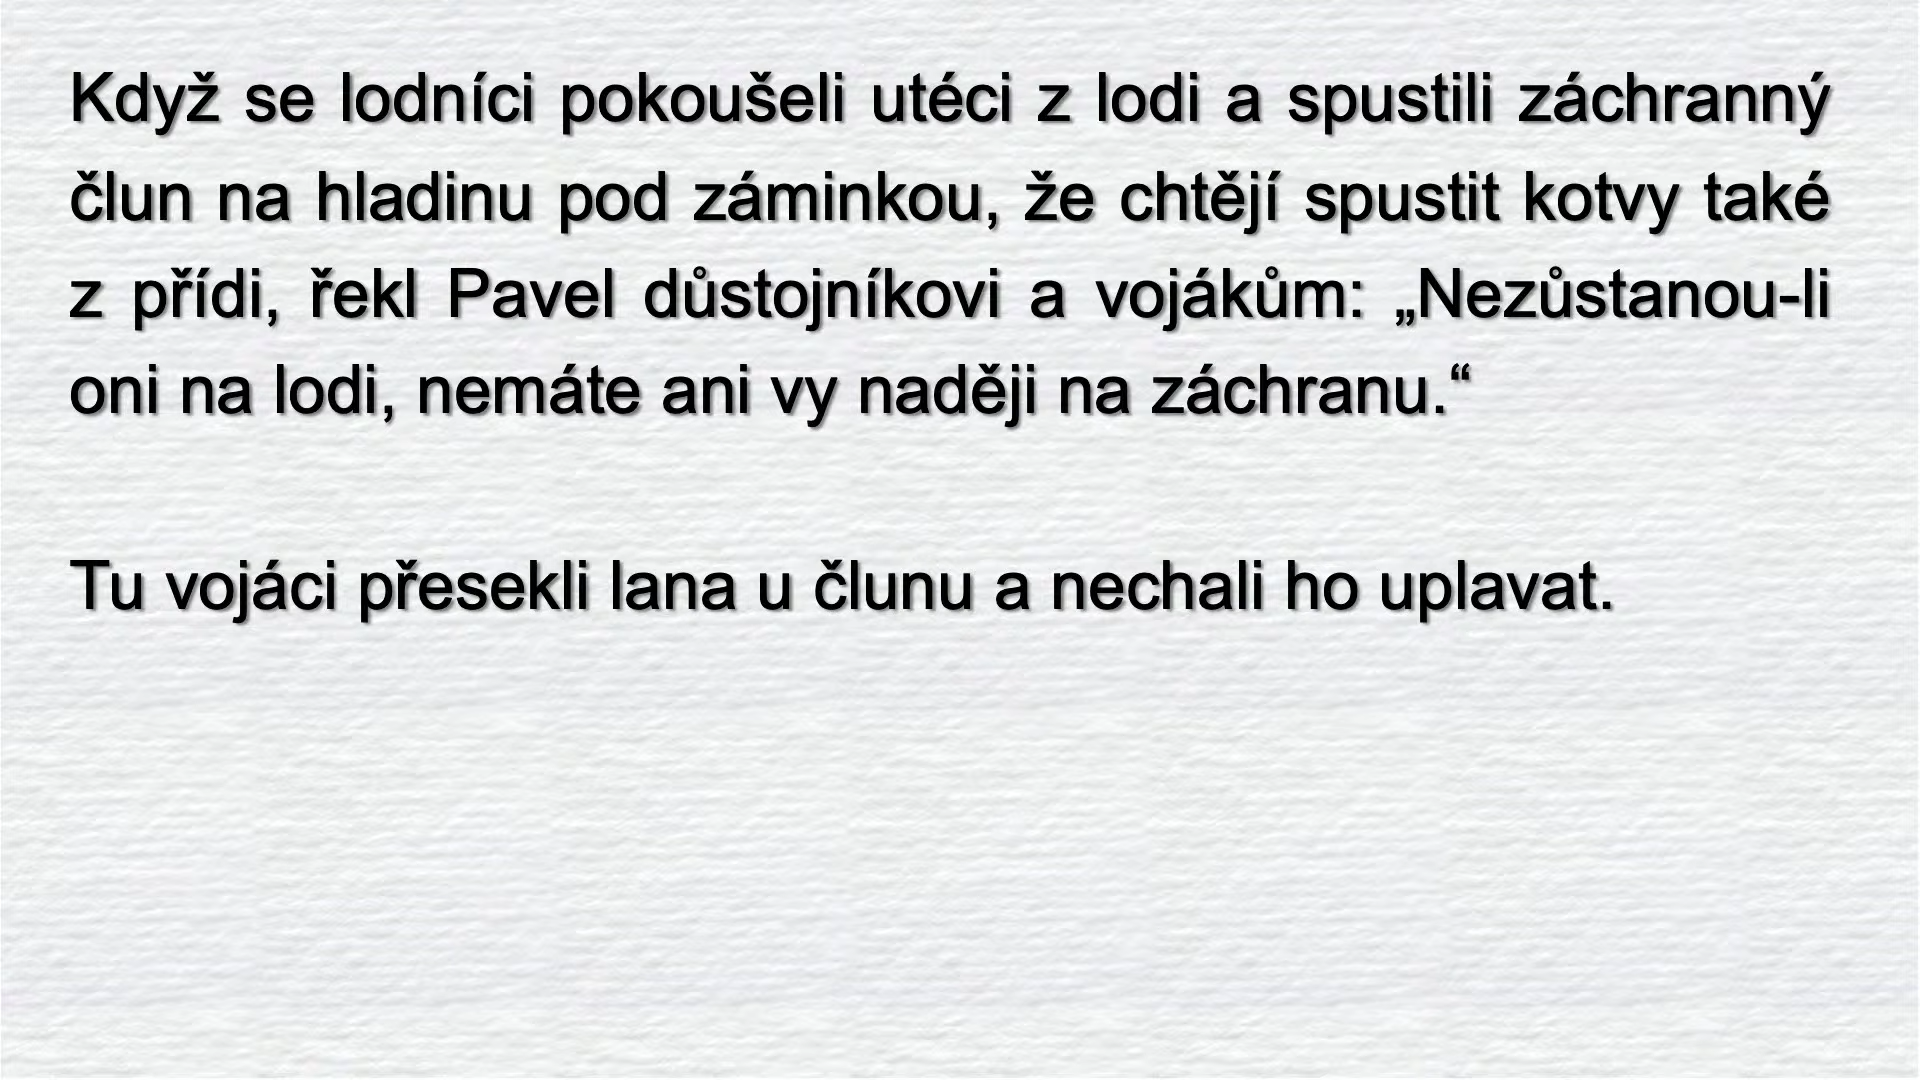 Když se lodníci pokoušeli utéci z lodi a spustili záchranný
člun na hladinu pod záminkou, že chtějí spustit kotvy také
z přídi, řekl Pavel důstojníkovi a vojákům: „Nezůstanou-li
oni na lodi, nemáte ani vy naději na záchranu.“
Tu vojáci přesekli lana u člunu a nechali ho uplavat.